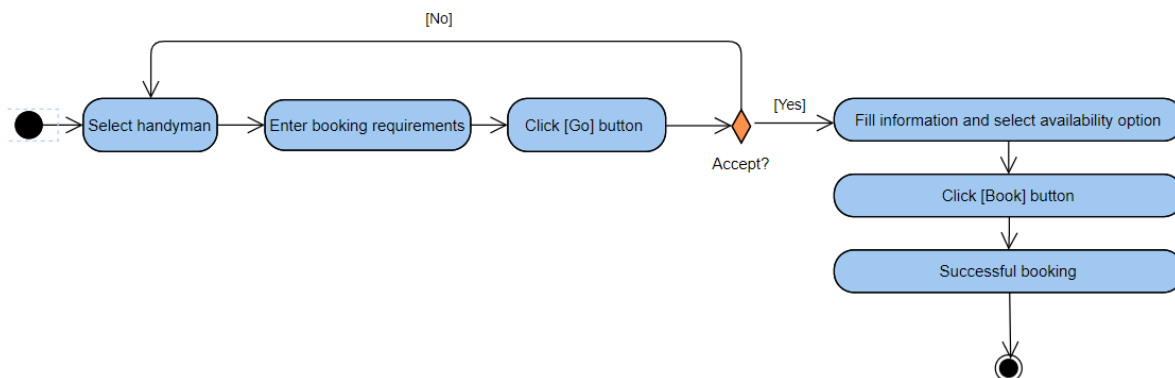 [No]
Select handyman
Enter booking requirements
Click [Go] button
[Yes]
Accept?
Fill information and select availability option
Click [Book] button
Successful booking